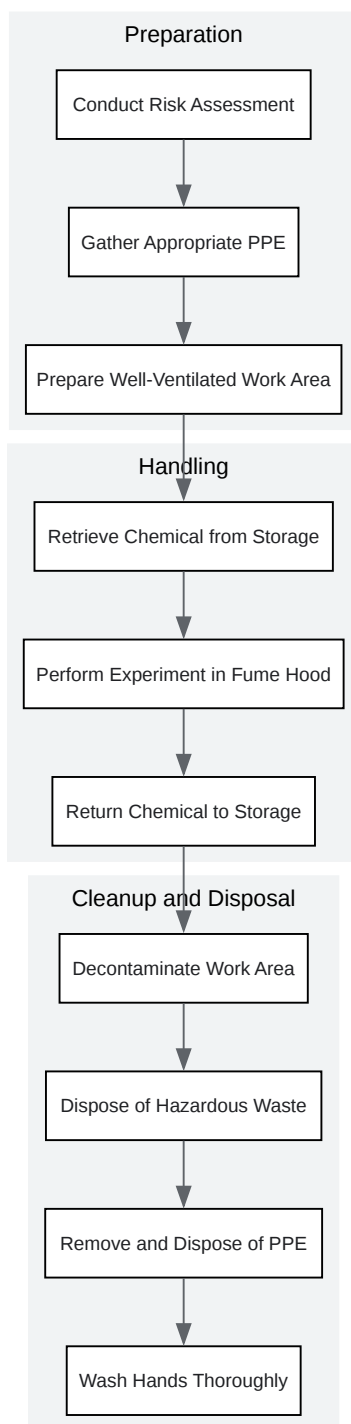 Preparation
Conduct Risk Assessment
Gather Appropriate PPE
Prepare Well-Ventilated Work Area
Handling
Retrieve Chemical from Storage
Perform Experiment in Fume Hood
Return Chemical to Storage
Cleanup and Disposal
Decontaminate Work Area
Dispose of Hazardous Waste
Remove and Dispose of PPE
Wash Hands Thoroughly